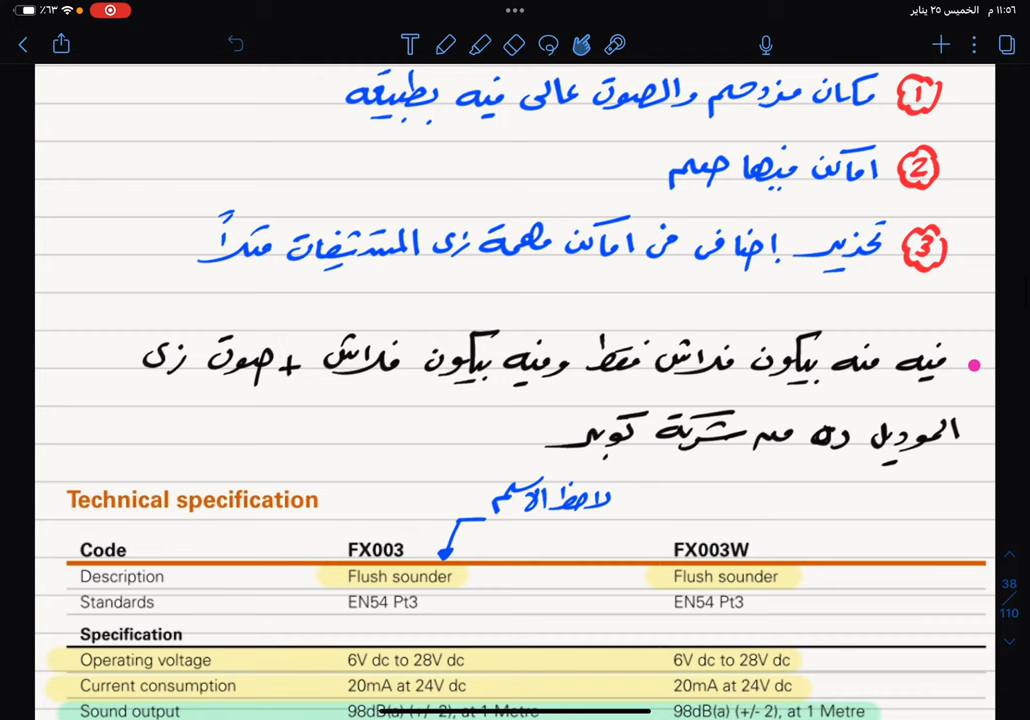 ١١:٥٦ م الخميس ٢٥ يناير
٦٣٪
① مكان مزدحم والصوت عالى فيه بطبيعته
② اماكن فيها صم
③ تحذير إضافى فى اماكن مهمة زى المستشفيات مثلاً
• فيه منه بيكون فلاش فقط وفيه بيكون فلاش + صوت زى
الموديل ده من شركة كوبر
Technical specification
لاحظ الاسم
Code FX003 FX003W
Description Flush sounder Flush sounder
Standards EN54 Pt3 EN54 Pt3
Specification
Operating voltage 6V dc to 28V dc 6V dc to 28V dc
Current consumption 20mA at 24V dc 20mA at 24V dc
Sound output 98dB(a) (+/- 2), at 1 Metre 98dB(a) (+/- 2), at 1 Metre
38
110